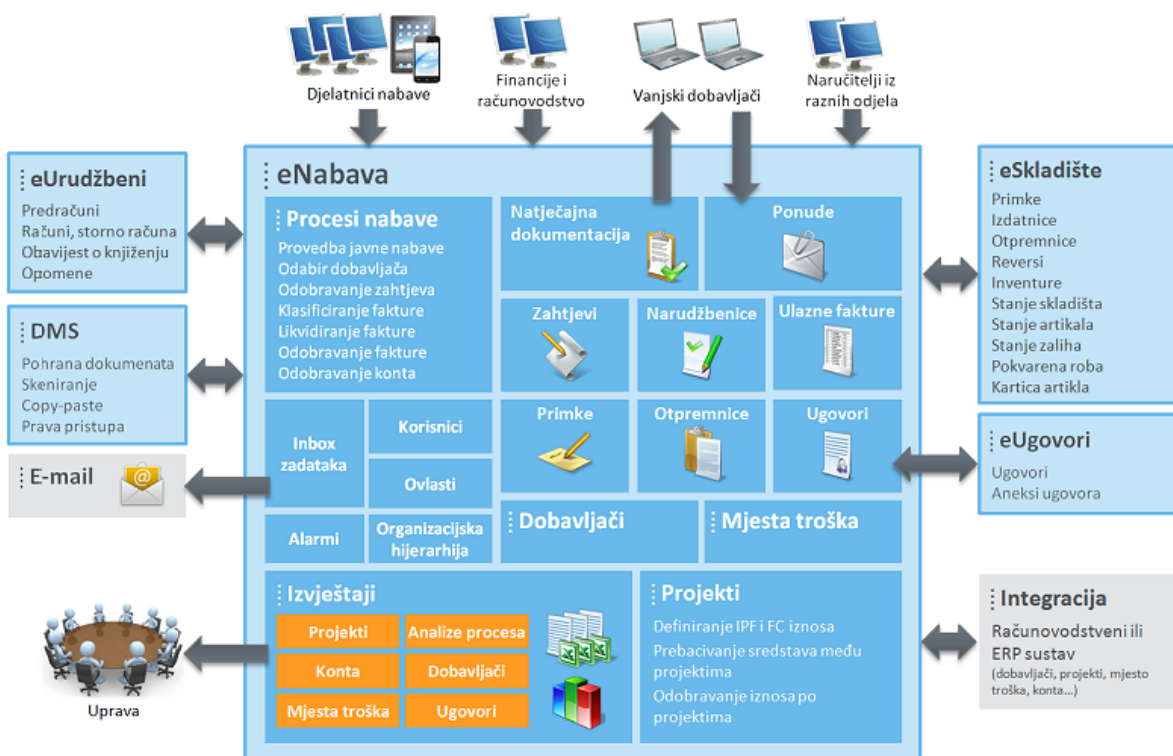 Djelatnici nabave
Financije i
računovodstvo
Vanjski dobavljači
Naručitelji iz
raznih odjela
eUrudžbeni
Predračuni
Računi, storno računa
Obavijest o knjiženju
Opomene
DMS
Pohrana dokumenata
Skeniranje
Copy-paste
Prava pristupa
E-mail
Uprava
eNabava
Procesi nabave
Provedba javne nabave
Odabir dobavljača
Odobravanje zahtjeva
Klasificiranje fakture
Likvidiranje fakture
Odobravanje fakture
Odobravanje konta
Natječajna
dokumentacija
Ponude
Zahtjevi
Narudžbenice
Ulazne fakture
Primke
Otpremnice
Ugovori
Inbox
zadataka
Korisnici
Ovlasti
Alarmi
Organizacijska
hijerarhija
Dobavljači
Mjesta troška
Izvještaji
Projekti
Analize procesa
Konta
Dobavljači
Mjesta troška
Ugovori
Projekti
Definiranje IPF i FC iznosa
Prebacivanje sredstava među
projektima
Odobravanje iznosa po
projektima
eSkladište
Primke
Izdatnice
Otpremnice
Reversi
Inventure
Stanje skladišta
Stanje artikala
Stanje zaliha
Pokvarena roba
Kartica artikla
eUgovori
Ugovori
Aneksi ugovora
Integracija
Računovodstveni ili
ERP sustav
(dobavljači, projekti, mjesto
troška, konta...)